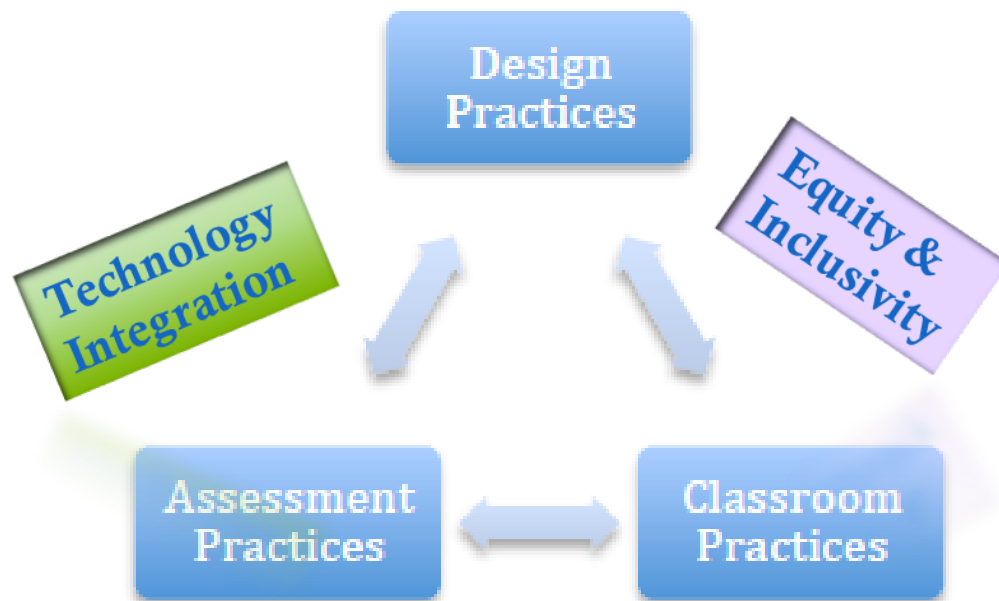 Design
Practices
Technology
Integration
Equity &
Inclusivity
Assessment
Practices
Classroom
Practices